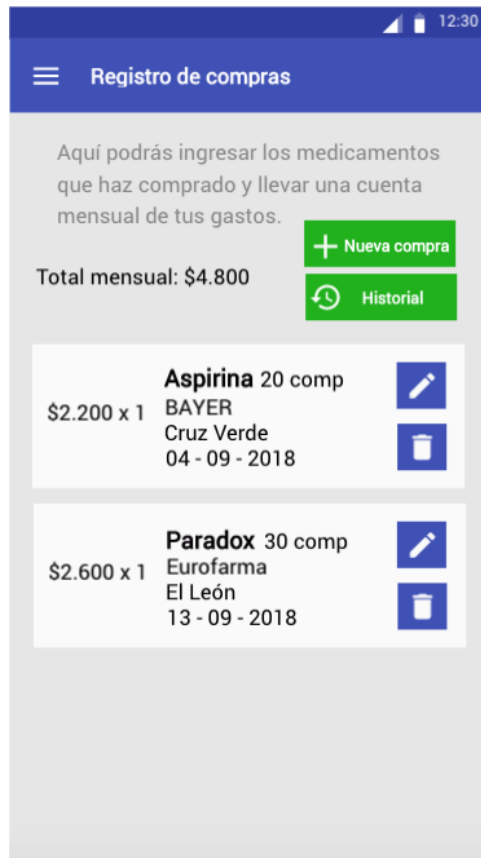 12:30
Registro de compras
Aquí podrás ingresar los medicamentos
que haz comprado y llevar una cuenta
mensual de tus gastos.
Nueva compra
Total mensual: $4.800
Historial
Aspirina 20 comp
$2.200 x 1 BAYER
Cruz Verde
04 - 09 - 2018
Paradox 30 comp
$2.600 x 1 Eurofarma
El León
13 - 09 - 2018